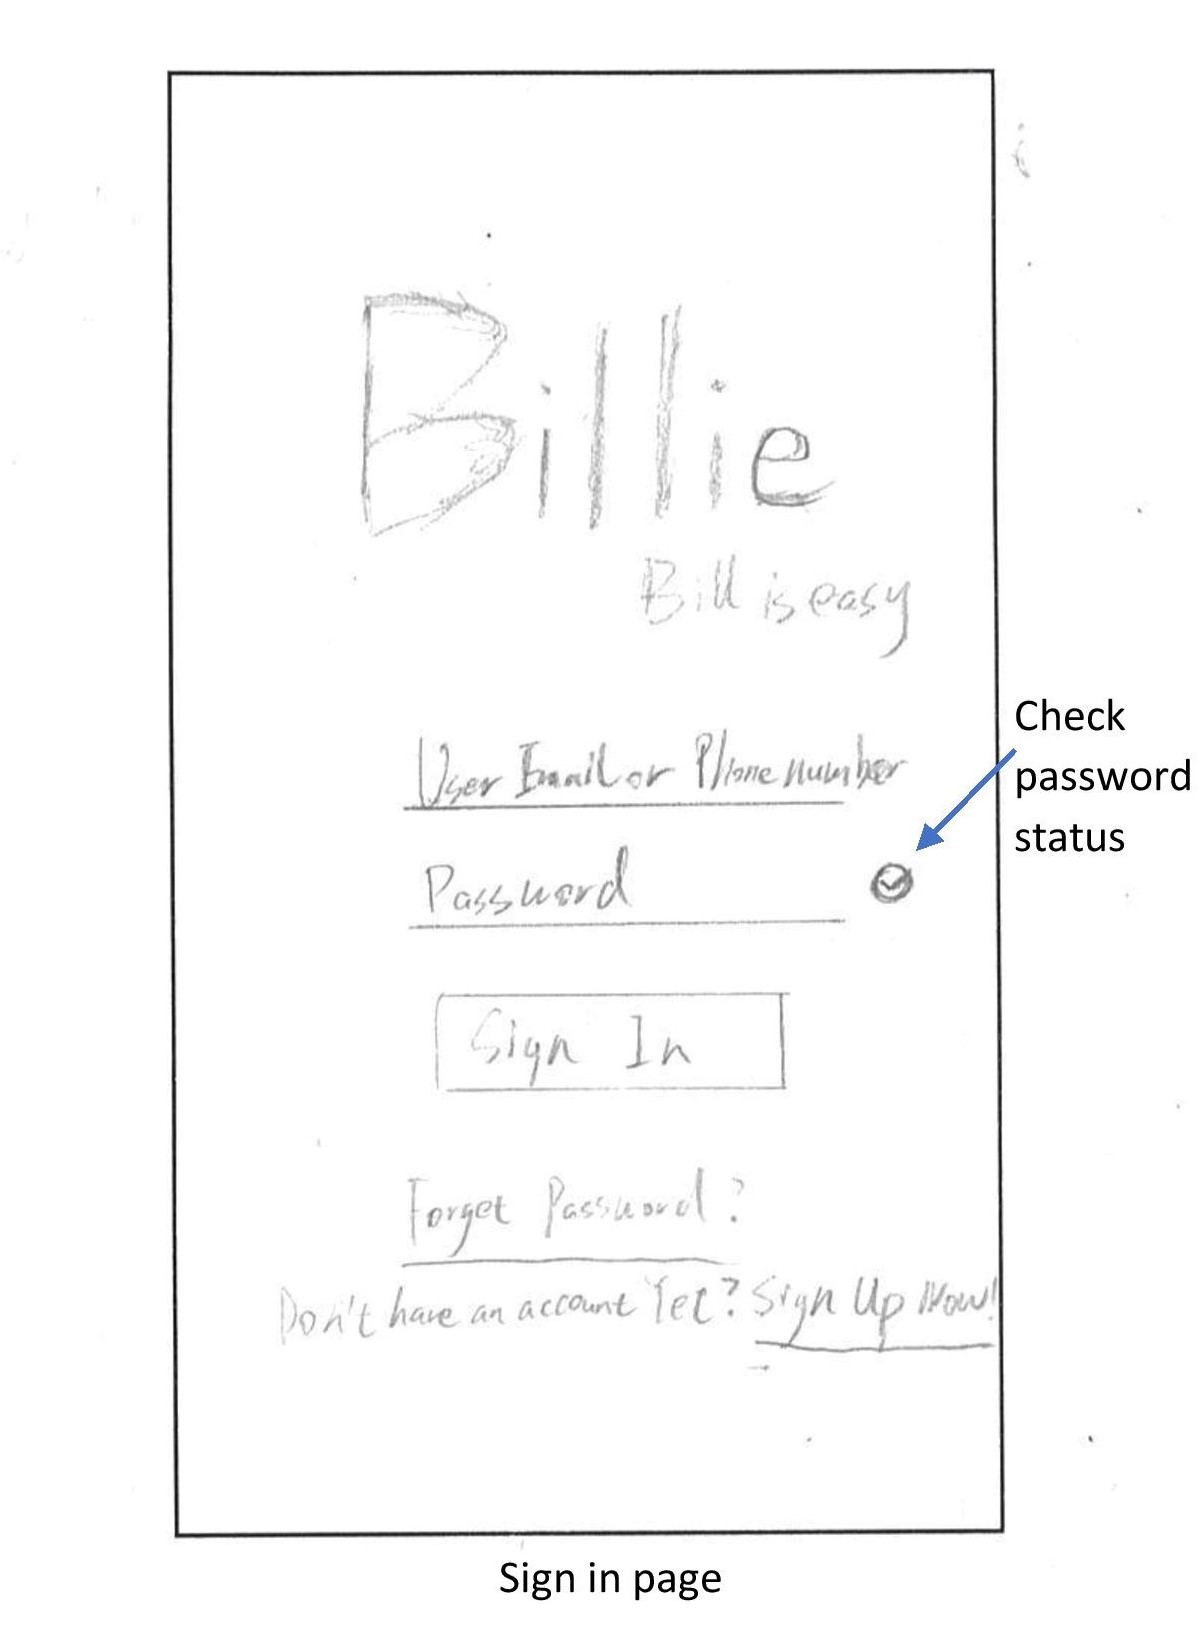 Billie
Bill is easy
User Email or Phone number
Password
Check
password
status
Sign In
Forget Password?
Don't have an account Yet? Sign Up Now!
Sign in page